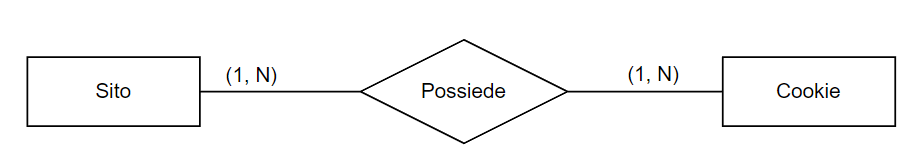 Sito
(1, N)
Possiede
(1, N)
Cookie